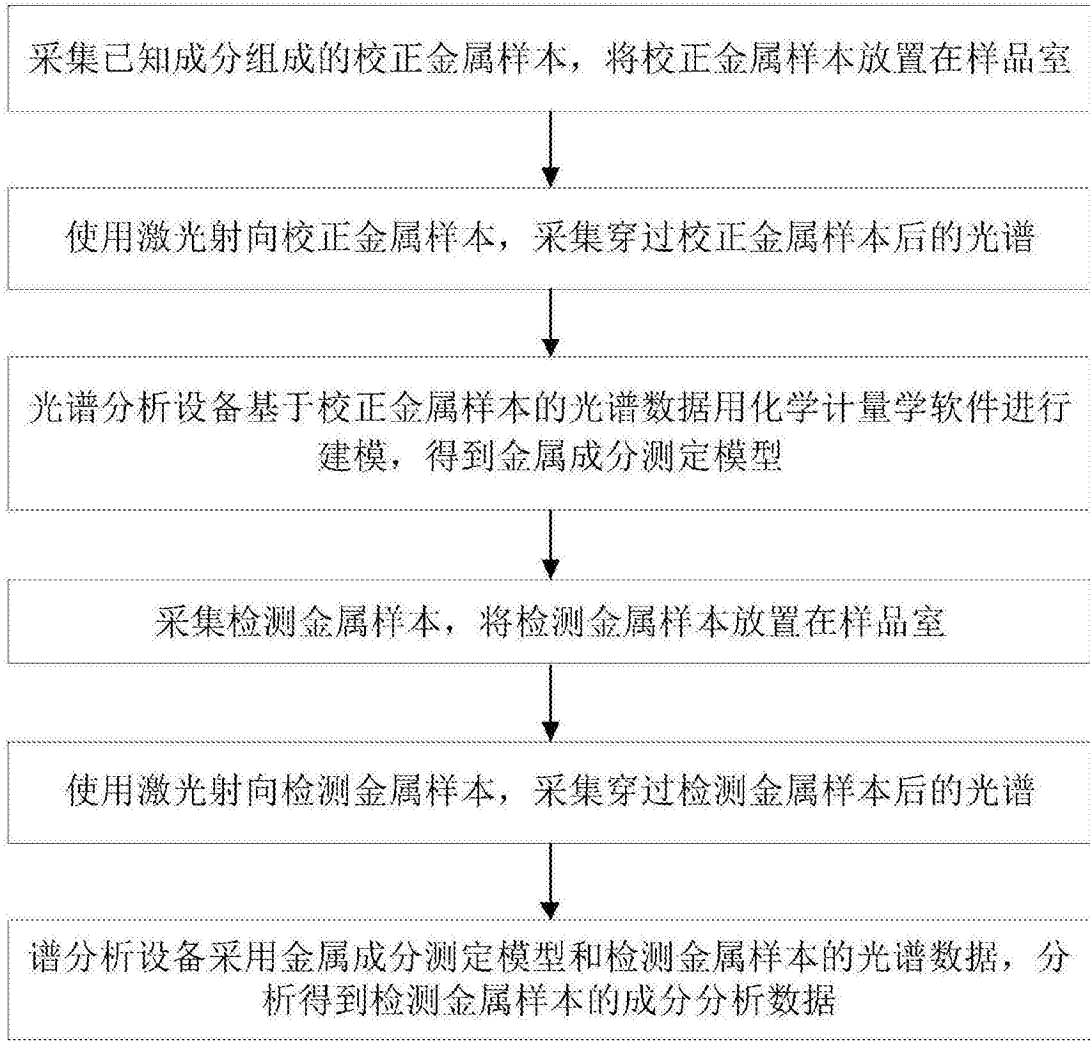 采集已知成分组成的校正金属样本，将校正金属样本放置在样品室
使用激光射向校正金属样本，采集穿过校正金属样本后的光谱
光谱分析设备基于校正金属样本的光谱数据用化学计量学软件进行
建模，得到金属成分测定模型
采集检测金属样本，将检测金属样本放置在样品室
使用激光射向检测金属样本，采集穿过检测金属样本后的光谱
谱分析设备采用金属成分测定模型和检测金属样本的光谱数据，分
析得到检测金属样本的成分分析数据